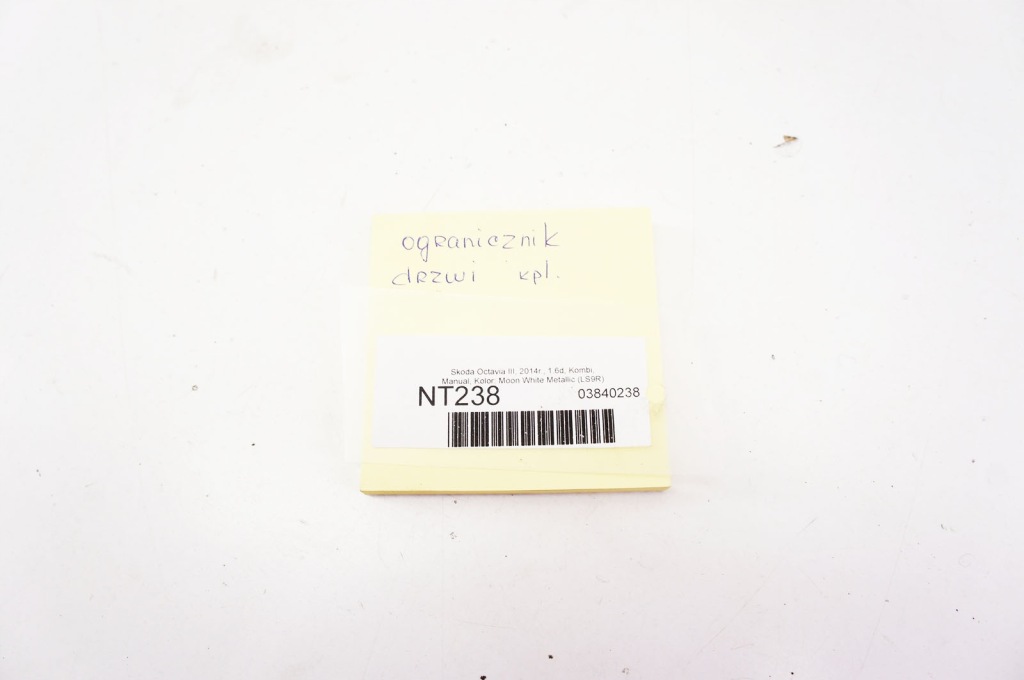 ogranicznik
drzwi kpl.
Skoda Octavia III, 2014r., 1.6d, Kombi,
Manual, Kolor: Moon White Metallic (LS9R)
NT238 03840238